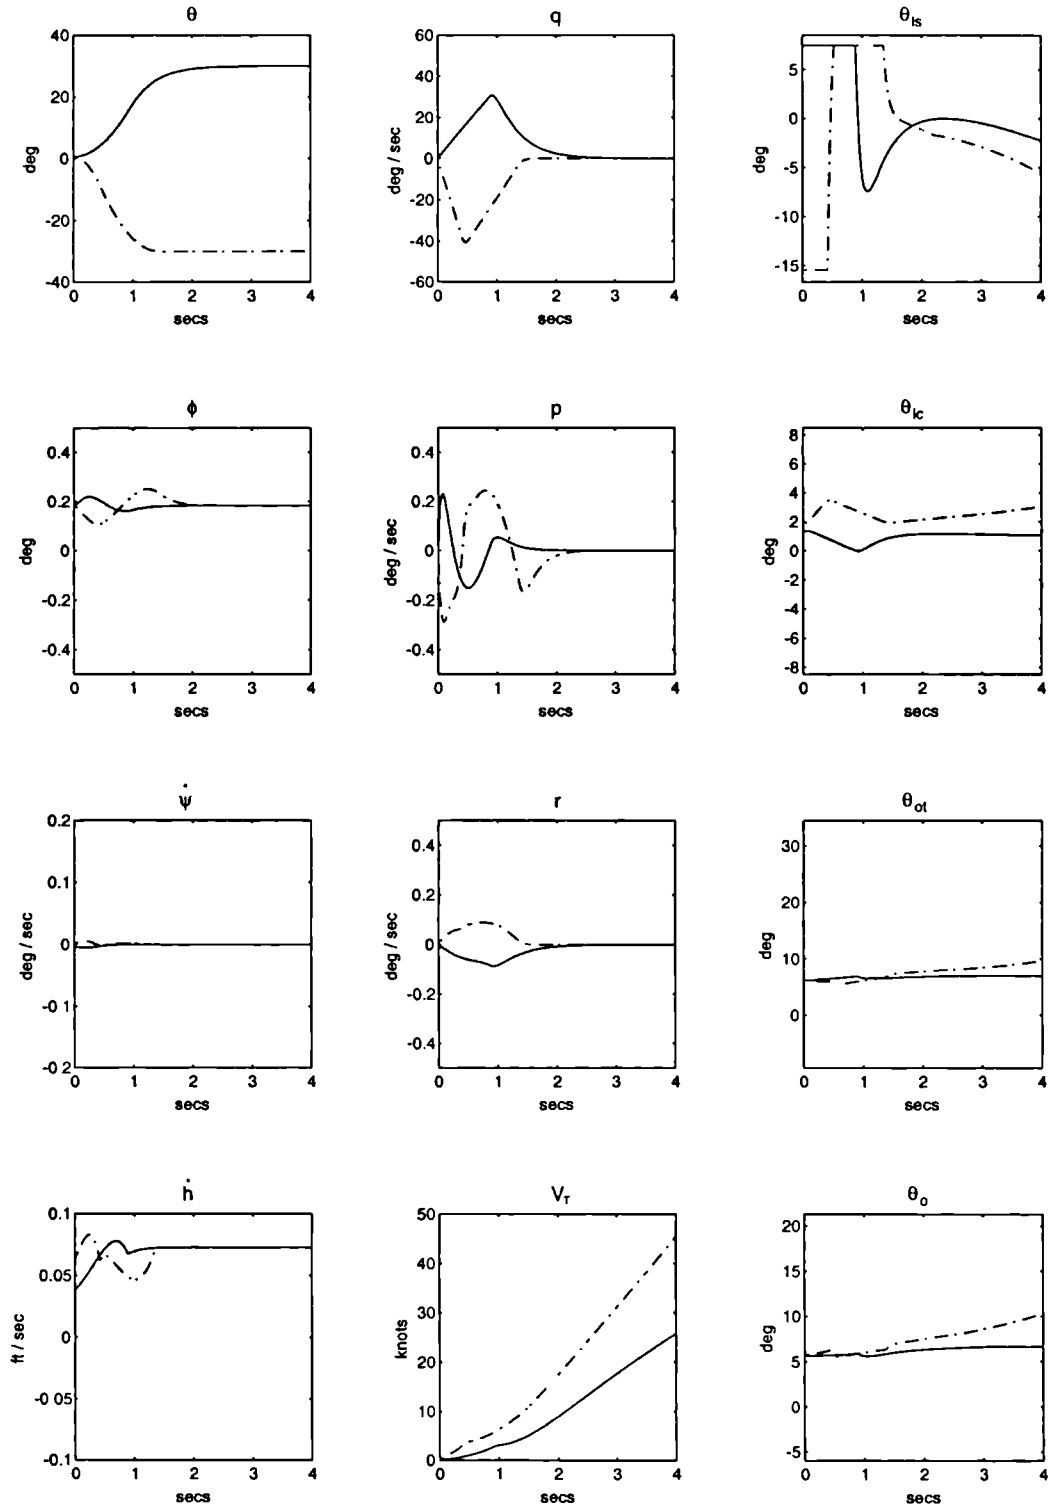 θ
40
20
0
-20
-40
deg
0 1 2 3 4
secs
q
60
40
20
0
-20
-40
-60
deg / sec
0 1 2 3 4
secs
θls
5
0
-5
-10
-15
deg
0 1 2 3 4
secs
ϕ
0.4
0.2
0
-0.2
-0.4
deg
0 1 2 3 4
secs
p
0.4
0.2
0
-0.2
-0.4
deg / sec
0 1 2 3 4
secs
θlc
8
6
4
2
0
-2
-4
-6
-8
deg
0 1 2 3 4
secs
ψ̇
0.2
0.1
0
-0 1
-0 2
deg / sec
0 1 2 3 4
secs
r
0.4
0.2
0
-0.2
-0.4
deg / sec
0 1 2 3 4
secs
θot
30
20
10
0
deg
0 1 2 3 4
secs
ḣ
0.1
0.05
0
-0 05
-0.1
ft / sec
0 1 2 3 4
secs
VT
50
40
30
20
10
0
knots
0 1 2 3 4
secs
θo
20
15
10
5
0
-5
deg
0 1 2 3 4
secs